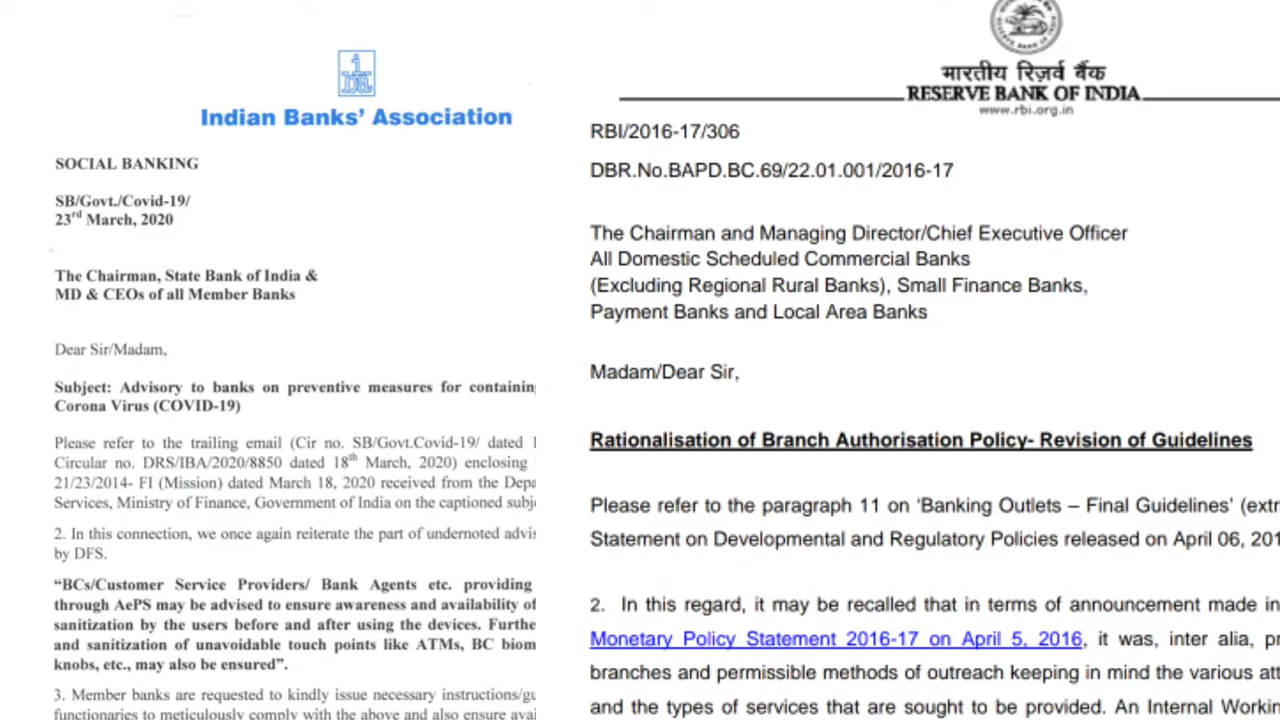 Indian Banks' Association
SOCIAL BANKING
SB/Govt./Covid-19/
23rd March, 2020
The Chairman, State Bank of India &
MD & CEOs of all Member Banks
Dear Sir/Madam,
Subject: Advisory to banks on preventive measures for containin
Corona Virus (COVID-19)
Please refer to the trailing email (Cir no. SB/Govt.Covid-19/ dated 1
Circular no. DRS/IBA/2020/8850 dated 18th March, 2020) enclosing
21/23/2014- FI (Mission) dated March 18, 2020 received from the Depa
Services, Ministry of Finance, Government of India on the captioned subj
2. In this connection, we once again reiterate the part of undernoted advis
by DFS.
“BCs/Customer Service Providers/ Bank Agents etc. providing
through AePS may be advised to ensure awareness and availability of
sanitization by the users before and after using the devices. Furthe
and sanitization of unavoidable touch points like ATMs, BC biom
knobs, etc., may also be ensured”.
3. Member banks are requested to kindly issue necessary instructions/gu
functionaries to meticulously comply with the above and also ensure avai
भारतीय रिज़र्व बैंक
RESERVE BANK OF INDIA
www.rbi.org.in
RBI/2016-17/306
DBR.No.BAPD.BC.69/22.01.001/2016-17
The Chairman and Managing Director/Chief Executive Officer
All Domestic Scheduled Commercial Banks
(Excluding Regional Rural Banks), Small Finance Banks,
Payment Banks and Local Area Banks
Madam/Dear Sir,
Rationalisation of Branch Authorisation Policy- Revision of Guidelines
Please refer to the paragraph 11 on ‘Banking Outlets – Final Guidelines’ (extr
Statement on Developmental and Regulatory Policies released on April 06, 201
2. In this regard, it may be recalled that in terms of announcement made in
Monetary Policy Statement 2016-17 on April 5, 2016, it was, inter alia, pr
branches and permissible methods of outreach keeping in mind the various att
and the types of services that are sought to be provided. An Internal Workin